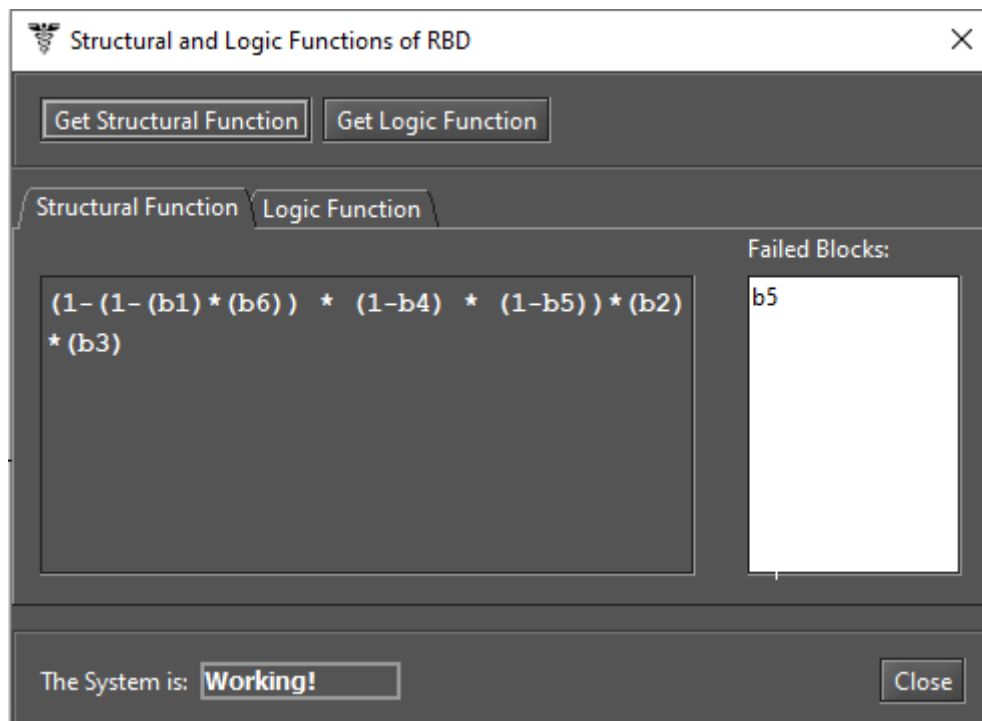 Structural and Logic Functions of RBD
Get Structural Function Get Logic Function
Structural Function Logic Function
Failed Blocks:
(1-(1-(b1)*(b6)) * (1-b4) * (1-b5))*(b2)
*(b3)
b5
The System is: Working!
Close